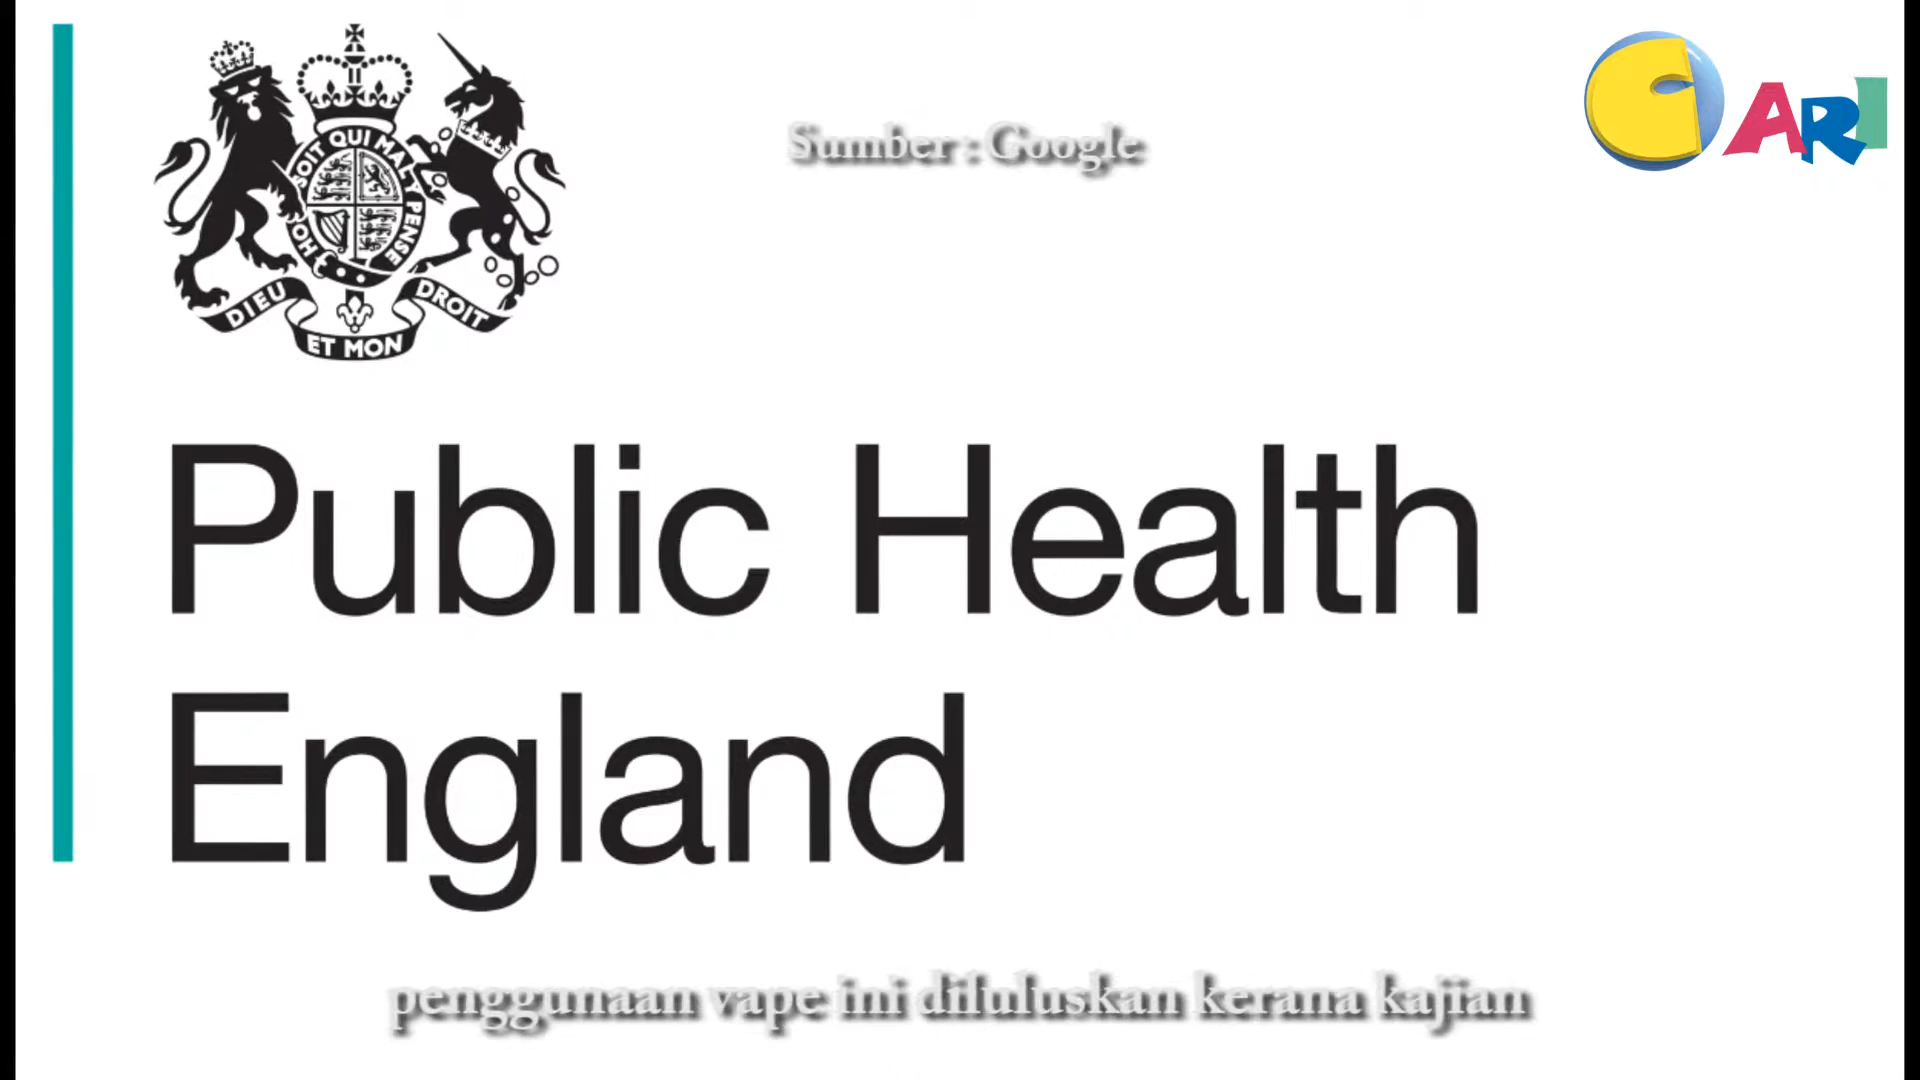 CARI
Sumber : Google
HONI SOIT QUI MAL Y PENSE
DIEU ET MON DROIT
Public Health
England
penggunaan vape ini diluluskan kerana kajian